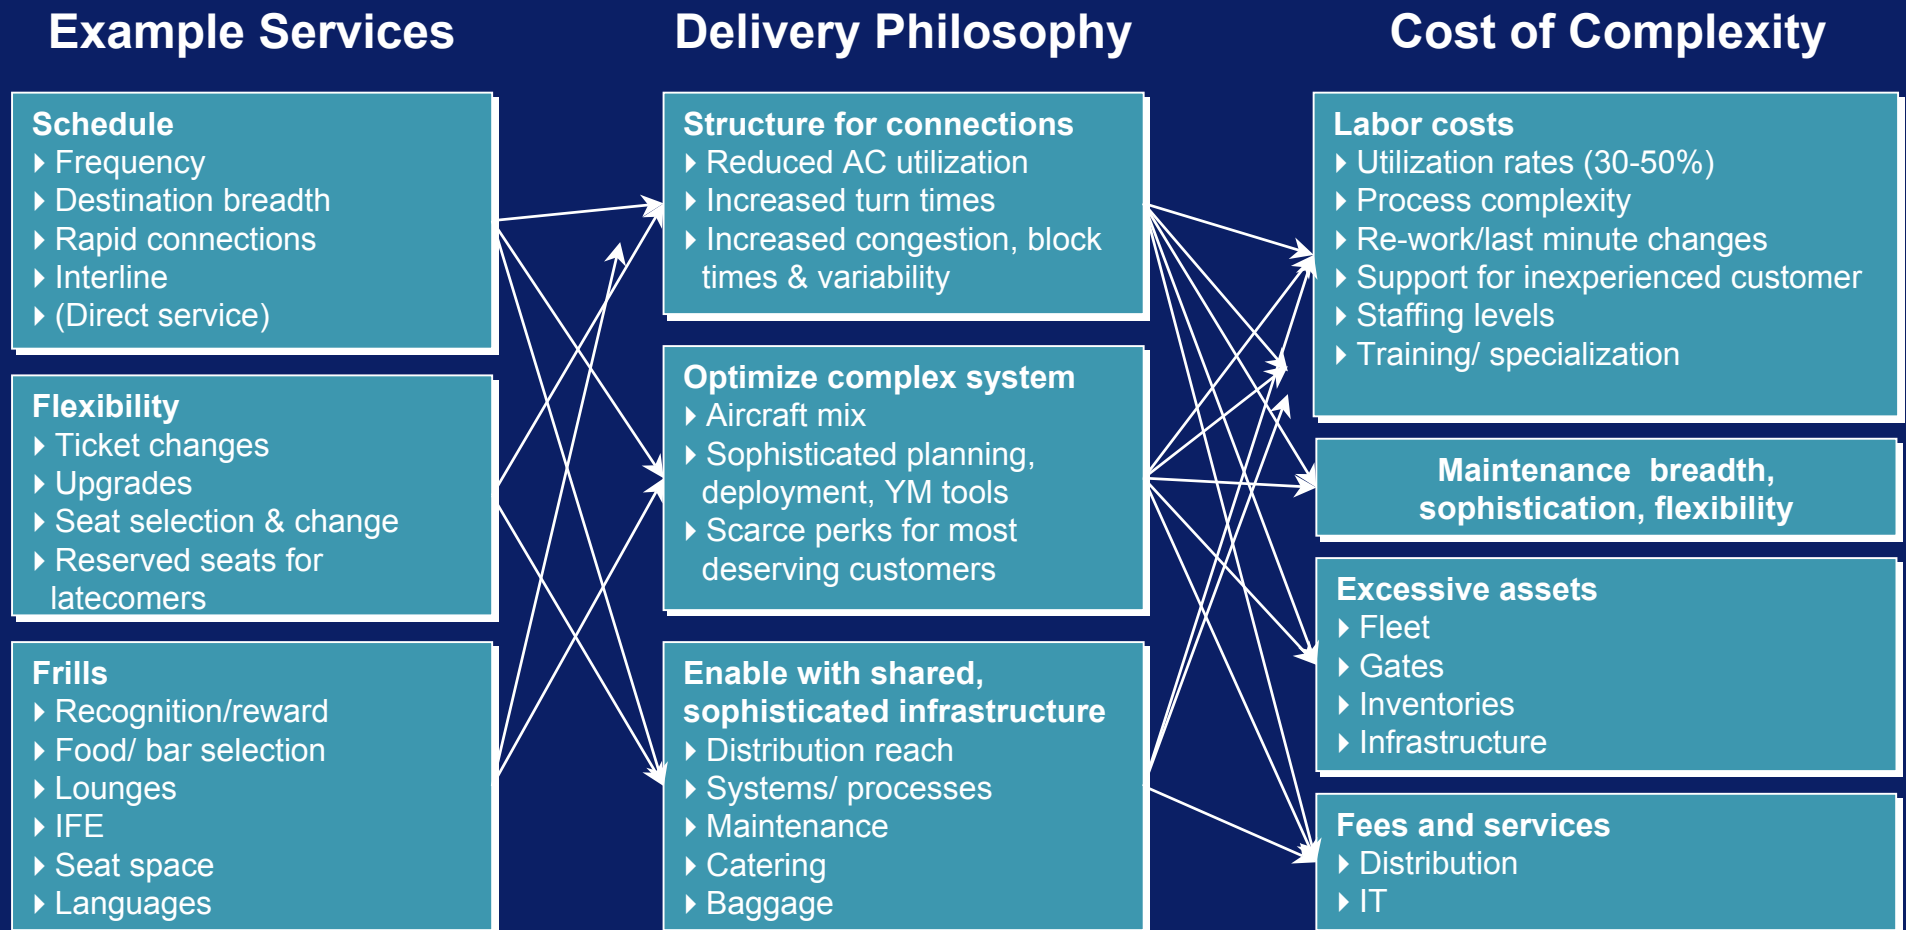 Example Services
Schedule
Frequency
Destination breadth
Rapid connections
Interline
(Direct service)
Flexibility
Ticket changes
Upgrades
Seat selection & change
Reserved seats for
latecomers
Frills
Recognition/reward
Food/ bar selection
Lounges
IFE
Seat space
Languages
Delivery Philosophy
Structure for connections
Reduced AC utilization
Increased turn times
Increased congestion, block
times & variability
Optimize complex system
Aircraft mix
Sophisticated planning,
deployment, YM tools
Scarce perks for most
deserving customers
Enable with shared,
sophisticated infrastructure
Distribution reach
Systems/ processes
Maintenance
Catering
Baggage
Cost of Complexity
Labor costs
Utilization rates (30-50%)
Process complexity
Re-work/last minute changes
Support for inexperienced customer
Staffing levels
Training/ specialization
Maintenance breadth,
sophistication, flexibility
Excessive assets
Fleet
Gates
Inventories
Infrastructure
Fees and services
Distribution
IT